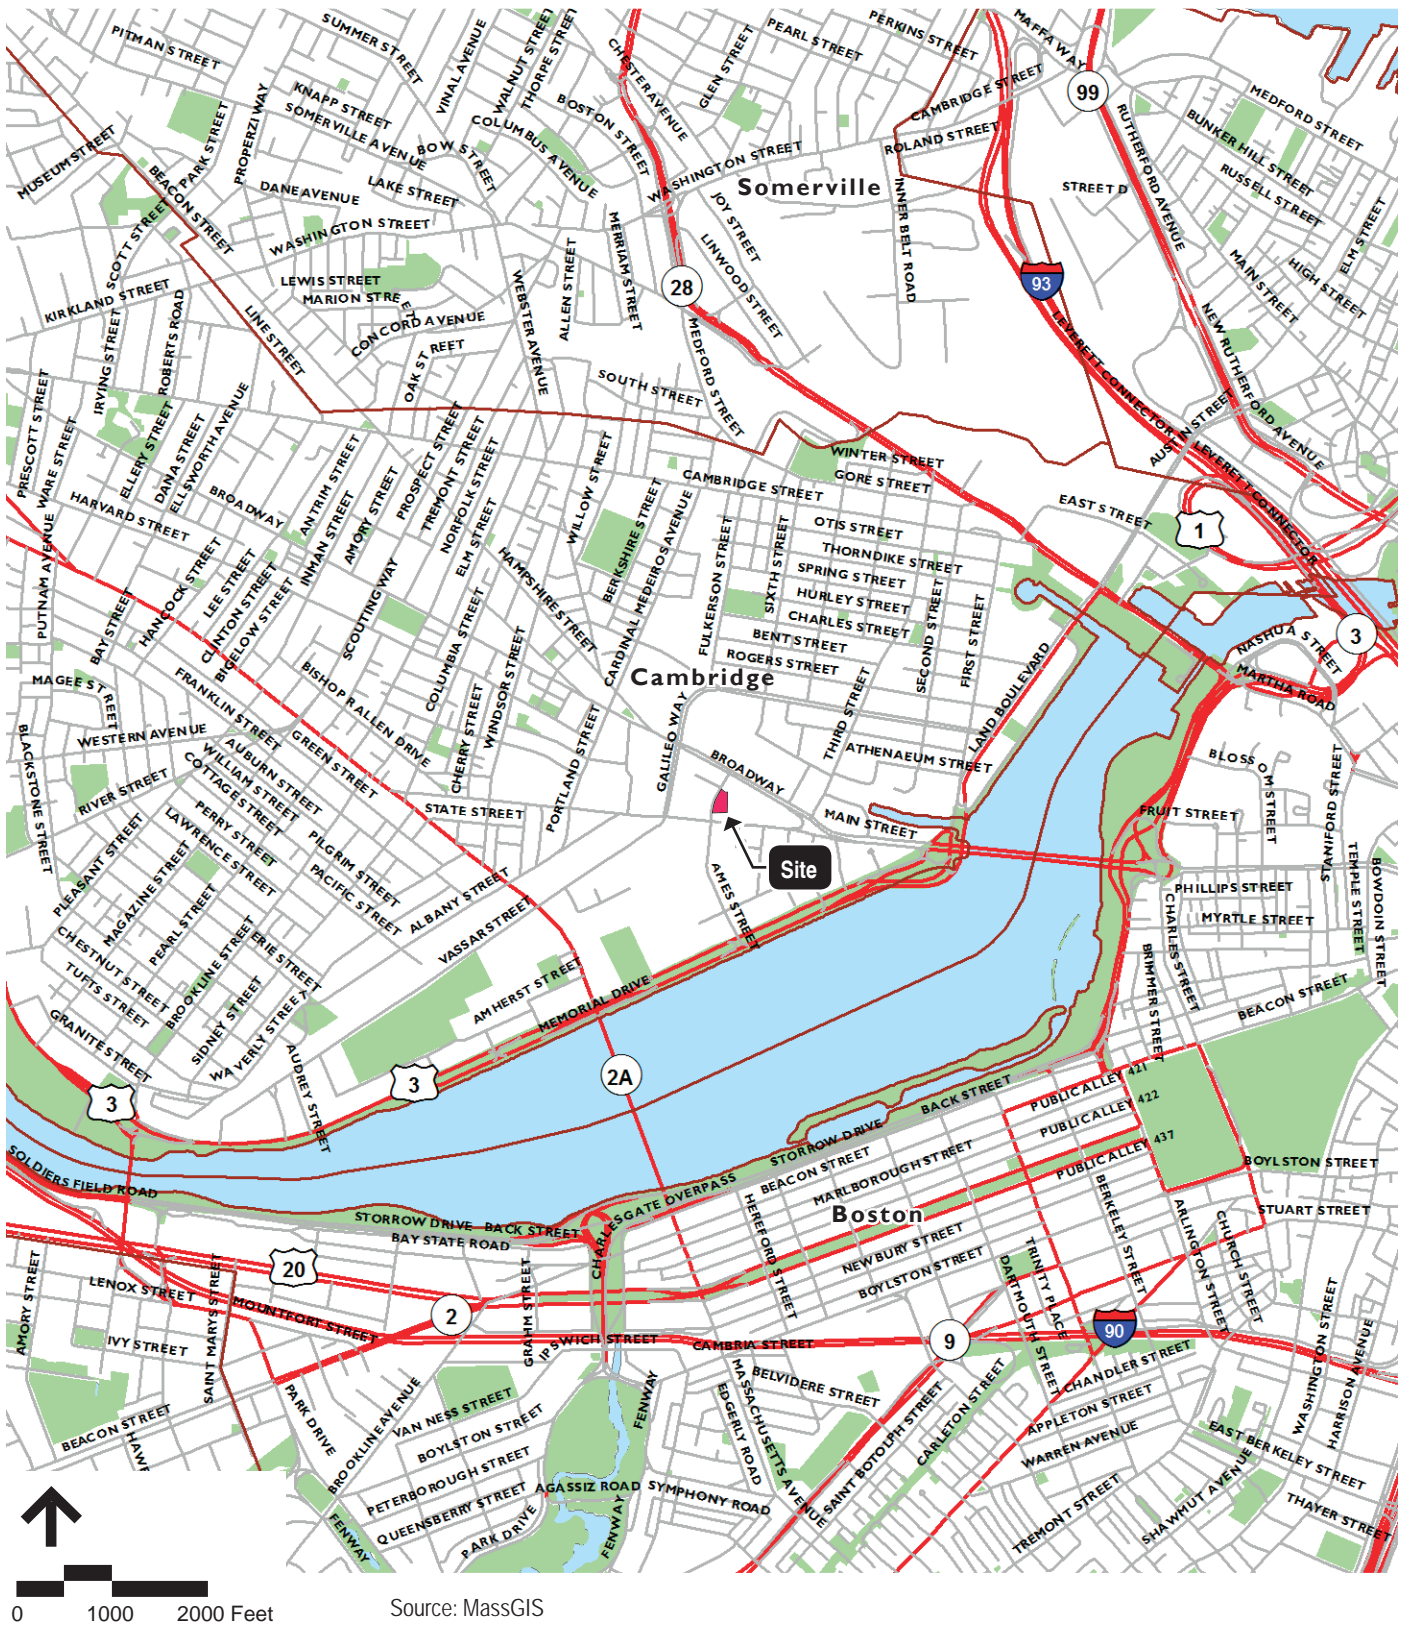 PITMAN STREET
SUMMER STREET
VINAL AVENUE
WALNUT STREET
THORPE STREET
CHESTER AVENUE
GLEN STREET
PEARL STREET
PERKINS STREET
MAFFA WAY
99
MEDFORD STREET
KNAPP STREET
SOMERVILLE AVENUE
BOW STREET
COLUMBUS AVENUE
BOSTON STREET
CAMBRIDGE STREET
ROLAND STREET
RUTHERFORD AVENUE
BUNKER HILL STREET
RUSSELL STREET
MUSEUM STREET
PARK STREET
PROPERZI WAY
BEACON STREET
DANE AVENUE
LAKE STREET
WASHINGTON STREET
Somerville
STREET D
ELM STREET
SCOTT STREET
WASHINGTON STREET
MERRIAM STREET
JOY STREET
LINWOOD STREET
INNER BELT ROAD
MAIN STREET
HIGH STREET
KIRKLAND STREET
LEWIS STREET
MARION STRE
ET
CONCORD AVENUE
WEBSTER AVENUE
ALLEN STREET
28
93
IRVING STREET
ROBERTS ROAD
LINE STREET
OAK STREET
MEDFORD STREET
LEVERETT CONNECTOR
NEW RUTHERFORD AVENUE
SOUTH STREET
AUSTIN STREET
PRESCOTT STREET
WARE STREET
ELLERY STREET
DANA STREET
ELLSWORTH AVENUE
ANTRIM STREET
PROSPECT STREET
TREMONT STREET
NORFOLK STREET
WILLOW STREET
WINTER STREET
GORE STREET
CAMBRIDGE STREET
LEVERETT CONNECTOR
HARVARD STREET
BROADWAY
INMAN STREET
AMORY STREET
ELM STREET
BERKSHIRE STREET
CARDINAL MEDEIROS AVENUE
EAST STREET
1
PUTNAM AVENUE
HANCOCK STREET
LEE STREET
CLINTON STREET
BIGELOW STREET
SCOUTING WAY
HAMPSHIRE STREET
FULKERSON STREET
SIXTH STREET
OTIS STREET
THORNDIKE STREET
SPRING STREET
HURLEY STREET
CHARLES STREET
BENT STREET
ROGERS STREET
SECOND STREET
FIRST STREET
BAY STREET
COLUMBIA STREET
WINDSOR STREET
3
NASHUA STREET
MARTHA ROAD
MAGEE STREET
FRANKLIN STREET
BISHOP R ALLEN DRIVE
CHERRY STREET
Cambridge
LAND BOULEVARD
THIRD STREET
WESTERN AVENUE
GREEN STREET
PORTLAND STREET
GALILEO WAY
BROADWAY
ATHENAEUM STREET
BLOSSOM STREET
BLACKSTONE STREET
RIVER STREET
AUBURN STREET
WILLIAM STREET
COTTAGE STREET
STATE STREET
MAIN STREET
FRUIT STREET
STANIFORD STREET
PERRY STREET
LAWRENCE STREET
PILGRIM STREET
PACIFIC STREET
Site
PLEASANT STREET
MAGAZINE STREET
PEARL STREET
ALBANY STREET
VASSAR STREET
AMES STREET
PHILLIPS STREET
MYRTLE STREET
TEMPLE STREET
BOWDOIN STREET
CHESTNUT STREET
TUFTS STREET
BROOKLINE STREET
ERIE STREET
SIDNEY STREET
WAVERLY STREET
AMHERST STREET
MEMORIAL DRIVE
BRIMMER STREET
CHARLES STREET
BEACON STREET
GRANITE STREET
AUDREY STREET
3
3
2A
PUBLIC ALLEY 421
PUBLIC ALLEY 422
PUBLIC ALLEY 437
BACK STREET
STORROW DRIVE
BEACON STREET
MARLBOROUGH STREET
BOYLSTON STREET
SOLDIERS FIELD ROAD
STORROW DRIVE
BACK STREET
BAY STATE ROAD
CHARLESGATE OVERPASS
HEREFORD STREET
Boston
BERKELEY STREET
ARLINGTON STREET
CHURCH STREET
STUART STREET
20
NEWBURY STREET
BOYLSTON STREET
TRINITY PLACE
DARTMOUTH STREET
AMORY STREET
LENOX STREET
SAINT MARYS STREET
MOUNTFORT STREET
2
GRAHM STREET
IPSWICH STREET
CAMBRIA STREET
9
90
IVY STREET
WASHINGTON STREET
HARRISON AVENUE
BEACON STREET
HAWE
PARK DRIVE
BROOKLINE AVENUE
VAN NESS STREET
BOYLSTON STREET
FENWAY
BELVIDERE STREET
MASSACHUSETTS AVENUE
EDGERLY ROAD
CHANDLER STREET
APPLETON STREET
WARREN AVENUE
CARLETON STREET
SAINT BOTOLPH STREET
EAST BERKELEY STREET
PETERBOROUGH STREET
QUEENSBERRY STREET
AGASSIZ ROAD
SYMPHONY ROAD
PARK DRIVE
FENWAY
FENWAY
TREMONT STREET
SHAWMUT AVENUE
THAYER STREET
0 1000 2000 Feet
Source: MassGIS